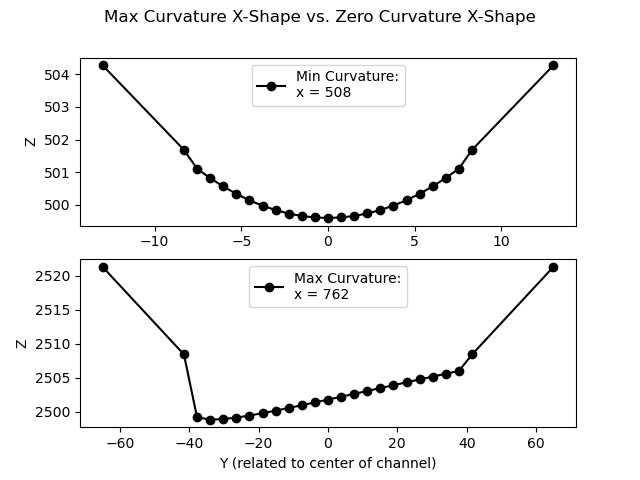 Max Curvature X-Shape vs. Zero Curvature X-Shape
504
503
502
501
500
Z
Min Curvature:
x = 508
−10
−5
0
5
10
2520
2515
2510
2505
2500
Z
Max Curvature:
x = 762
−60
−40
−20
0
20
40
60
Y (related to center of channel)